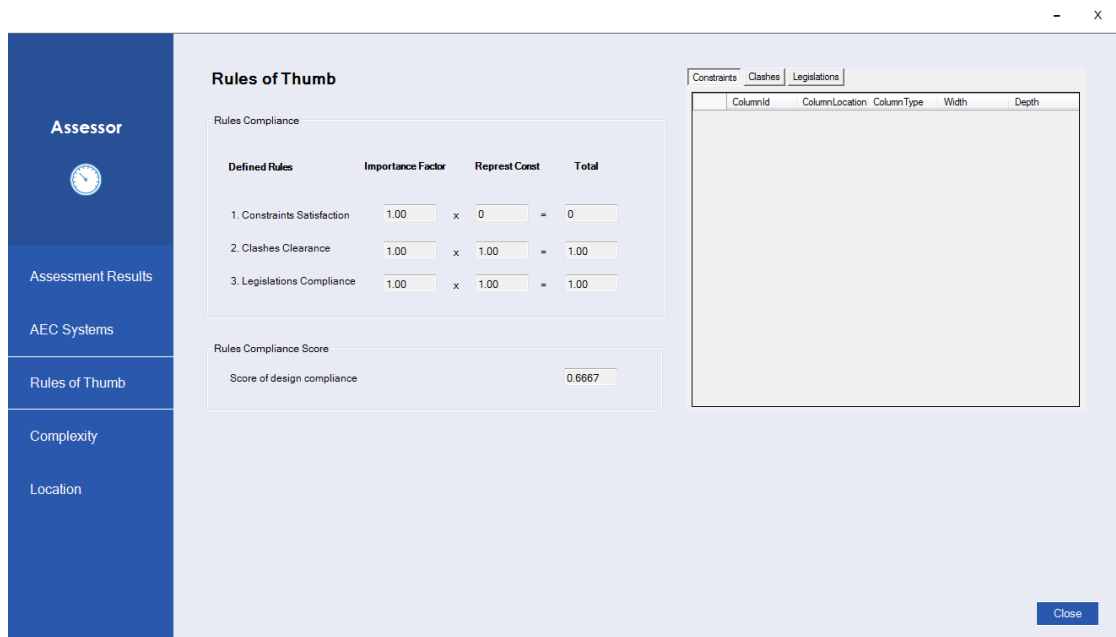 - X
Assessor
Assessment Results
AEC Systems
Rules of Thumb
Complexity
Location
Rules of Thumb
Rules Compliance
Defined Rules Importance Factor Represt Const Total
1. Constraints Satisfaction 1.00 x 0 = 0
2. Clashes Clearance 1.00 x 1.00 = 1.00
3. Legislations Compliance 1.00 x 1.00 = 1.00
Rules Compliance Score
Score of design compliance 0.6667
Constraints Clashes Legislations
ColumnId ColumnLocation ColumnType Width Depth
Close